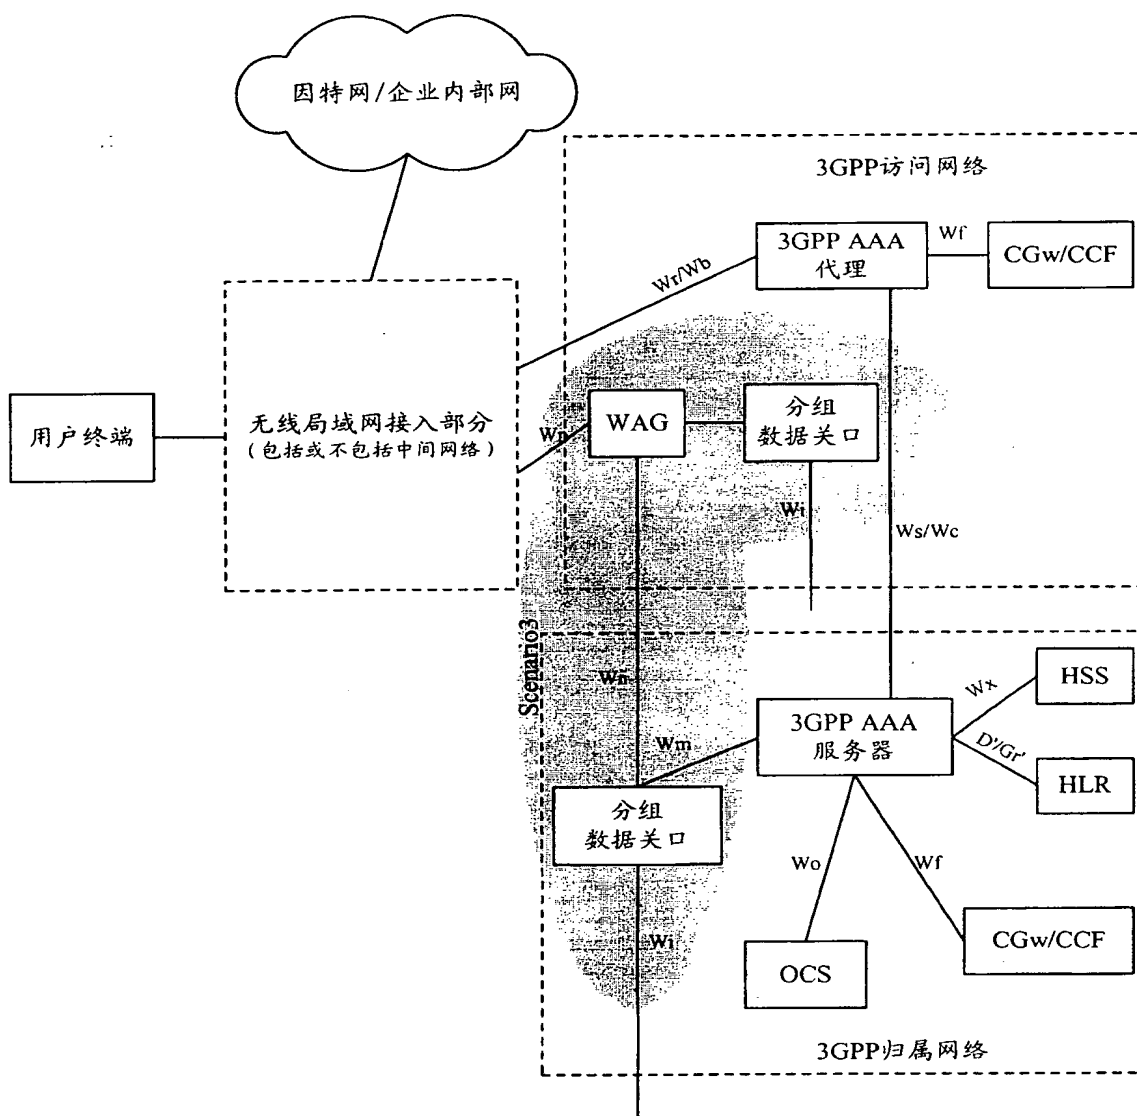 因特网/企业内部网
3GPP访问网络
3GPP AAA
代理
Wf
CGw/CCF
Wr/Wb
用户终端
无线局域网接入部分
(包括或不包括中间网络)
Wn
WAG
分组
数据关口
Wi
Ws/Wc
Scenario3
Wn
Wm
3GPP AAA
服务器
Wx
HSS
D'/Gr'
HLR
分组
数据关口
Wo
Wf
Wi
OCS
CGw/CCF
3GPP归属网络